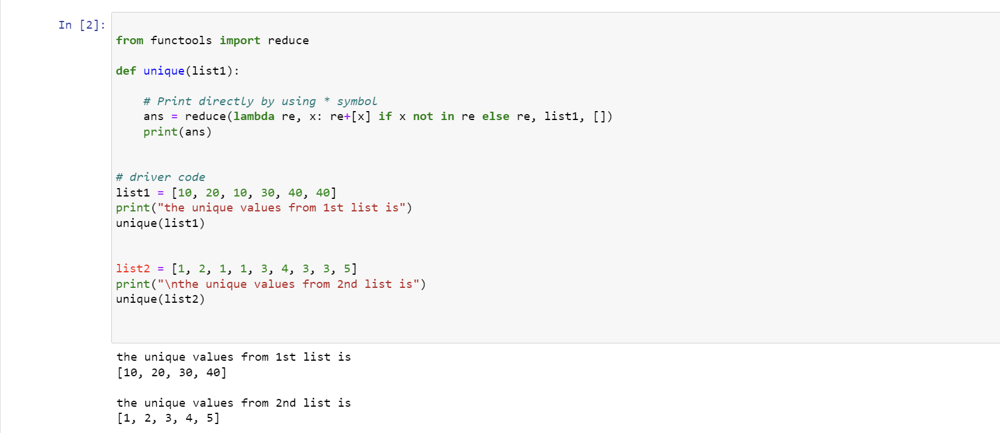 In [2]:
from functools import reduce
def unique(list1):
    # Print directly by using * symbol
    ans = reduce(lambda re, x: re+[x] if x not in re else re, list1, [])
    print(ans)
# driver code
list1 = [10, 20, 10, 30, 40, 40]
print("the unique values from 1st list is")
unique(list1)
list2 = [1, 2, 1, 1, 3, 4, 3, 3, 5]
print("\nthe unique values from 2nd list is")
unique(list2)
the unique values from 1st list is
[10, 20, 30, 40]
the unique values from 2nd list is
[1, 2, 3, 4, 5]